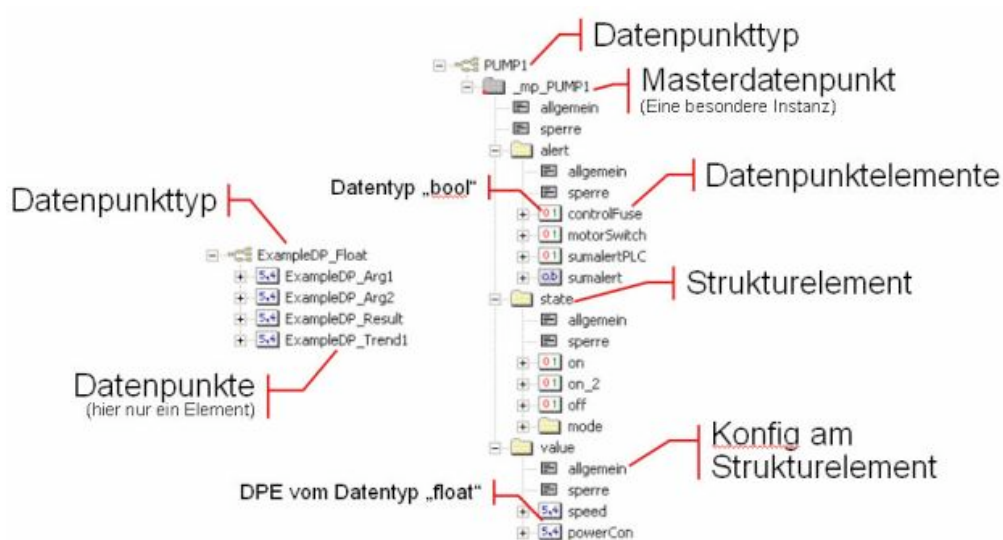 Datenpunkttyp
PUMP1
_mp_PUMP1
Masterdatenpunkt
(Eine besondere Instanz)
allgemein
sperre
alert
allgemein
Datentyp „bool“
sperre
Datenpunktelemente
controlFuse
motorSwitch
sumalertPLC
sumalert
Datenpunkttyp
ExampleDP_Float
ExampleDP_Arg1
ExampleDP_Arg2
ExampleDP_Result
ExampleDP_Trend1
Datenpunkte
(hier nur ein Element)
state
Strukturelement
allgemein
sperre
on
on_2
off
mode
value
Konfig am
Strukturelement
allgemein
sperre
DPE vom Datentyp „float“
speed
powerCon